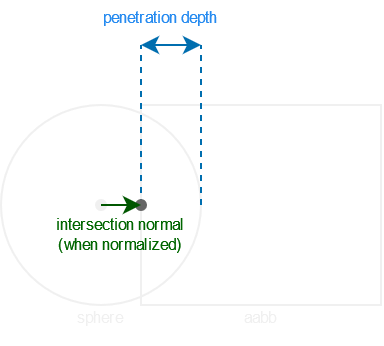 penetration depth
intersection normal
(when normalized)
sphere
aabb